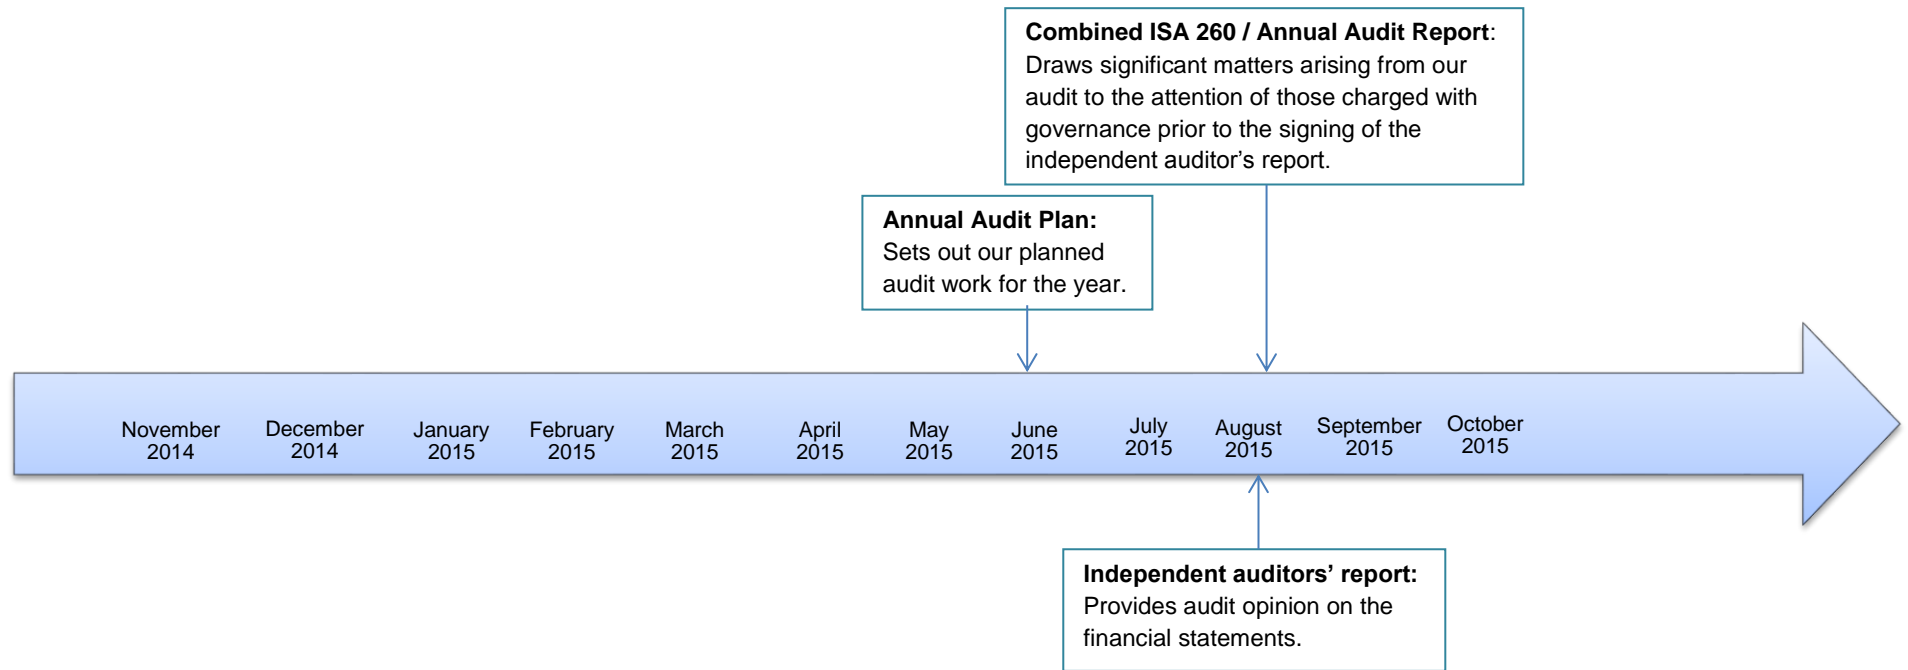 Combined ISA 260 / Annual Audit Report:
Draws significant matters arising from our
audit to the attention of those charged with
governance prior to the signing of the
independent auditor’s report.
Annual Audit Plan:
Sets out our planned
audit work for the year.
November
2014
December
2014
January
2015
February
2015
March
2015
April
2015
May
2015
June
2015
July
2015
August
2015
September
2015
October
2015
Independent auditors’ report:
Provides audit opinion on the
financial statements.